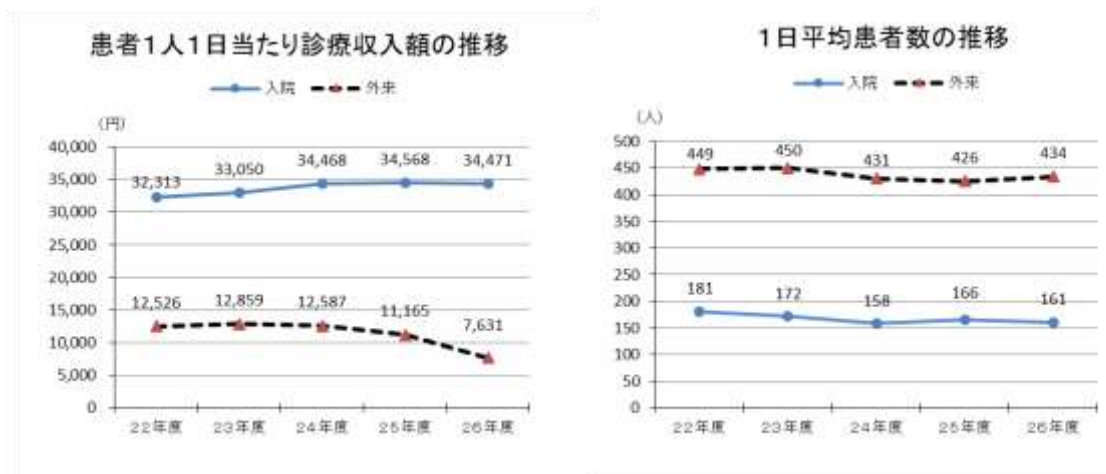 患者１人１日当たり診療収入額の推移
入院 外来
(円)
40,000
35,000
30,000
25,000
20,000
15,000
10,000
5,000
0
32,313 33,050 34,468 34,568 34,471
12,526 12,859 12,587 11,165 7,631
22年度 23年度 24年度 25年度 26年度
１日平均患者数の推移
入院 外来
(人)
500
450
400
350
300
250
200
150
100
50
0
449 450 431 426 434
181 172 158 166 161
22年度 23年度 24年度 25年度 26年度